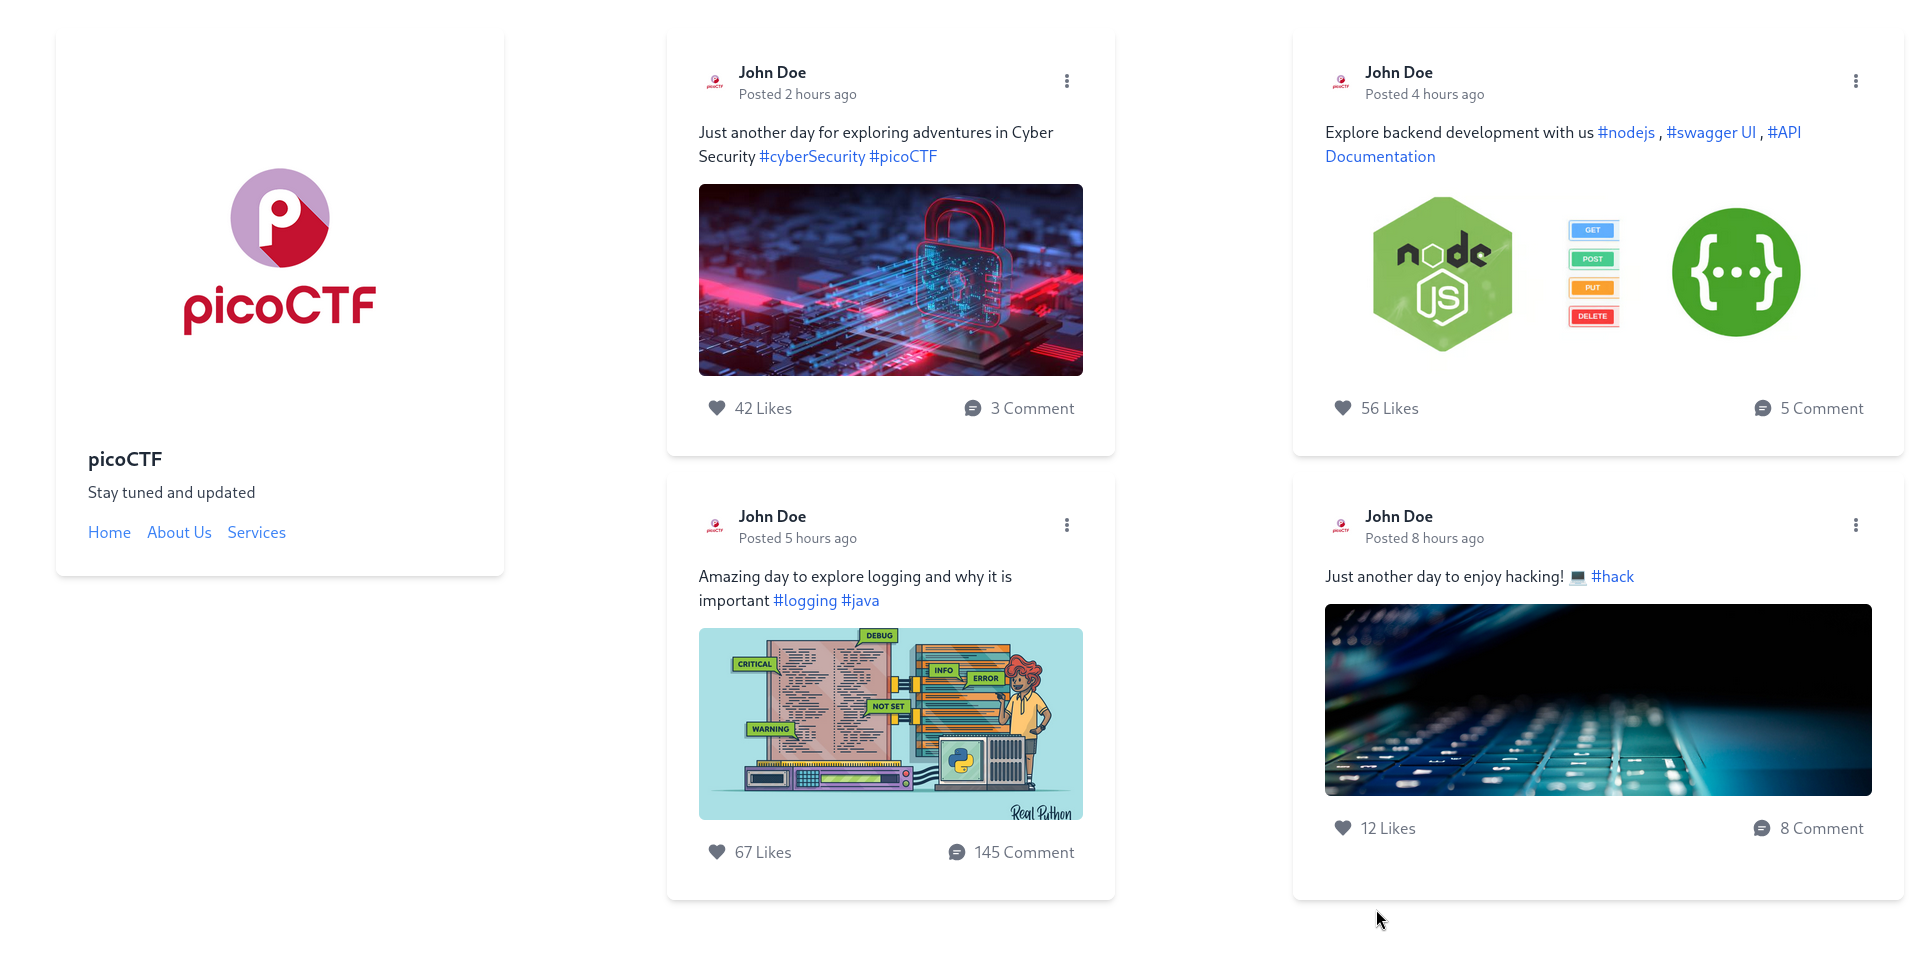 picoCTF
picoCTF
Stay tuned and updated
Home About Us Services
John Doe
Posted 2 hours ago
Just another day for exploring adventures in Cyber
Security #cyberSecurity #picoCTF
42 Likes 3 Comment
John Doe
Posted 4 hours ago
Explore backend development with us #nodejs , #swagger UI , #API
Documentation
node
JS
GET
POST
PUT
DELETE
{...}
56 Likes 5 Comment
John Doe
Posted 5 hours ago
Amazing day to explore logging and why it is
important #logging #java
DEBUG
CRITICAL
INFO
ERROR
NOT SET
WARNING
Real Python
67 Likes 145 Comment
John Doe
Posted 8 hours ago
Just another day to enjoy hacking! 💻 #hack
12 Likes 8 Comment